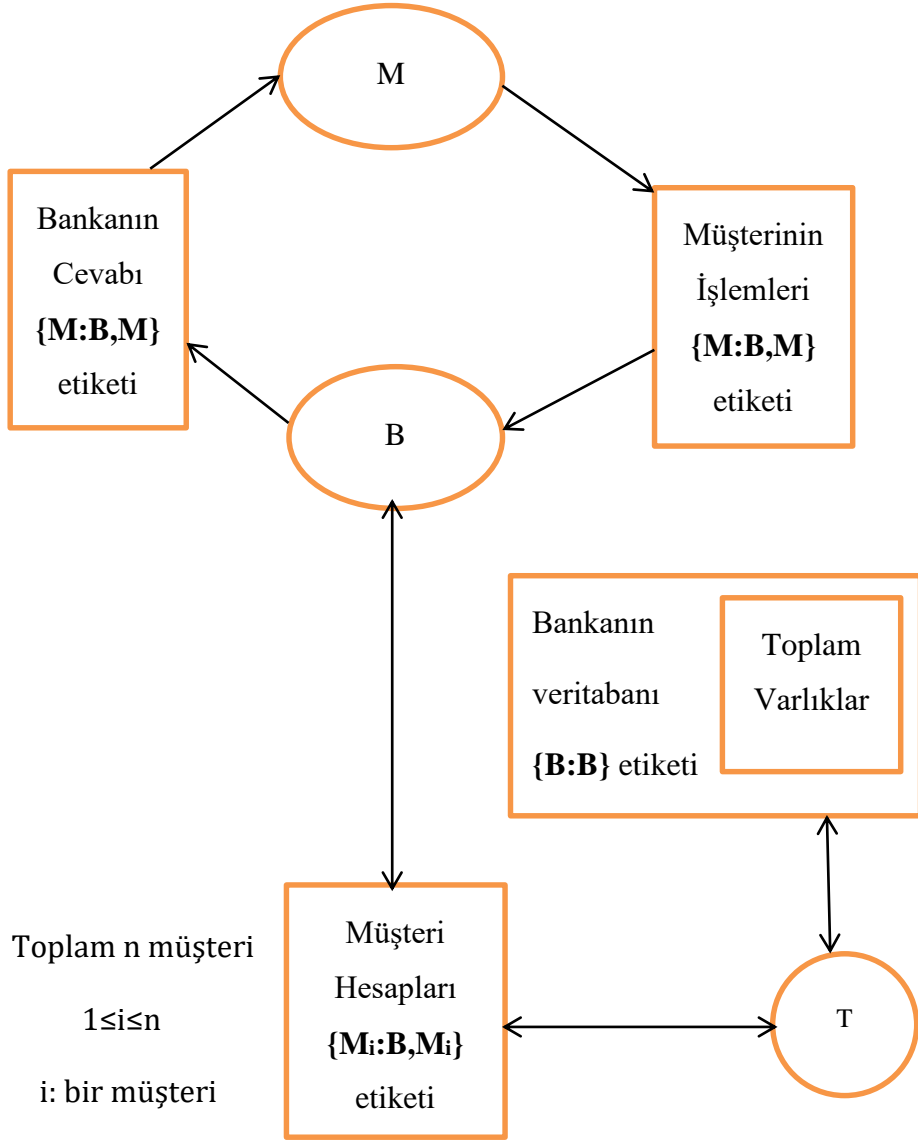 M
Bankanın
Cevabı
{M:B,M}
etiketi
Müşterinin
İşlemleri
{M:B,M}
etiketi
B
Bankanın
veritabanı
{B:B} etiketi
Toplam
Varlıklar
Toplam n müşteri
1≤i≤n
i: bir müşteri
Müşteri
Hesapları
{Mi:B,Mi}
etiketi
T